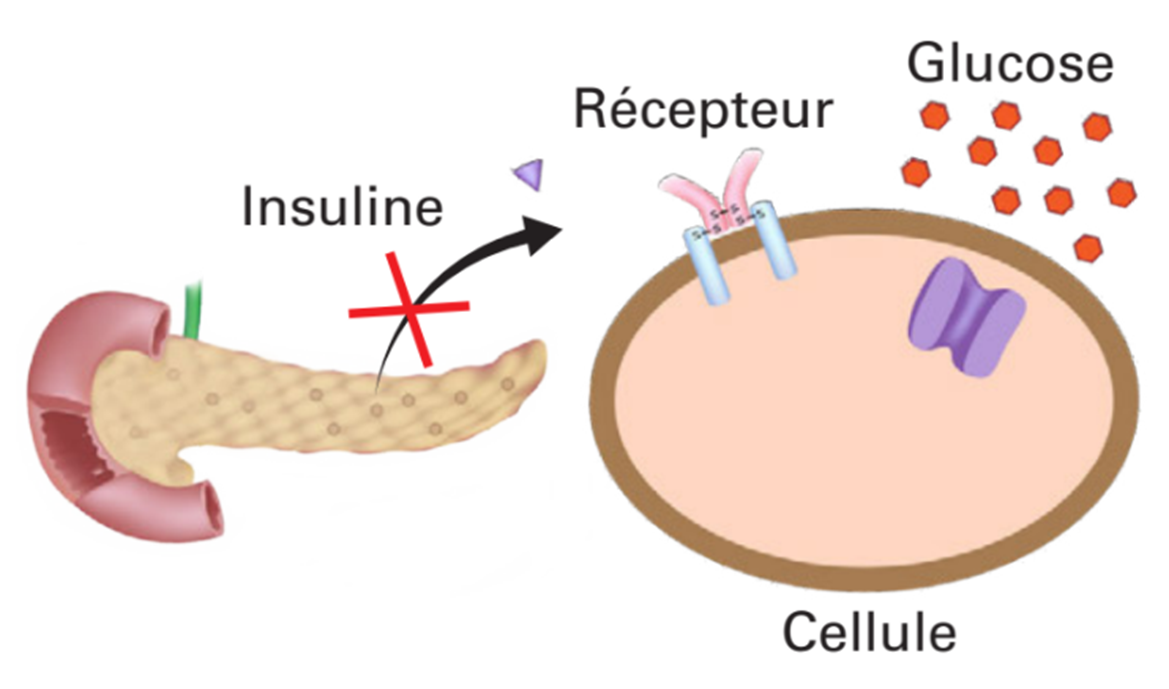 Glucose
Récepteur
Insuline
S-S
S-S
S-S
Cellule